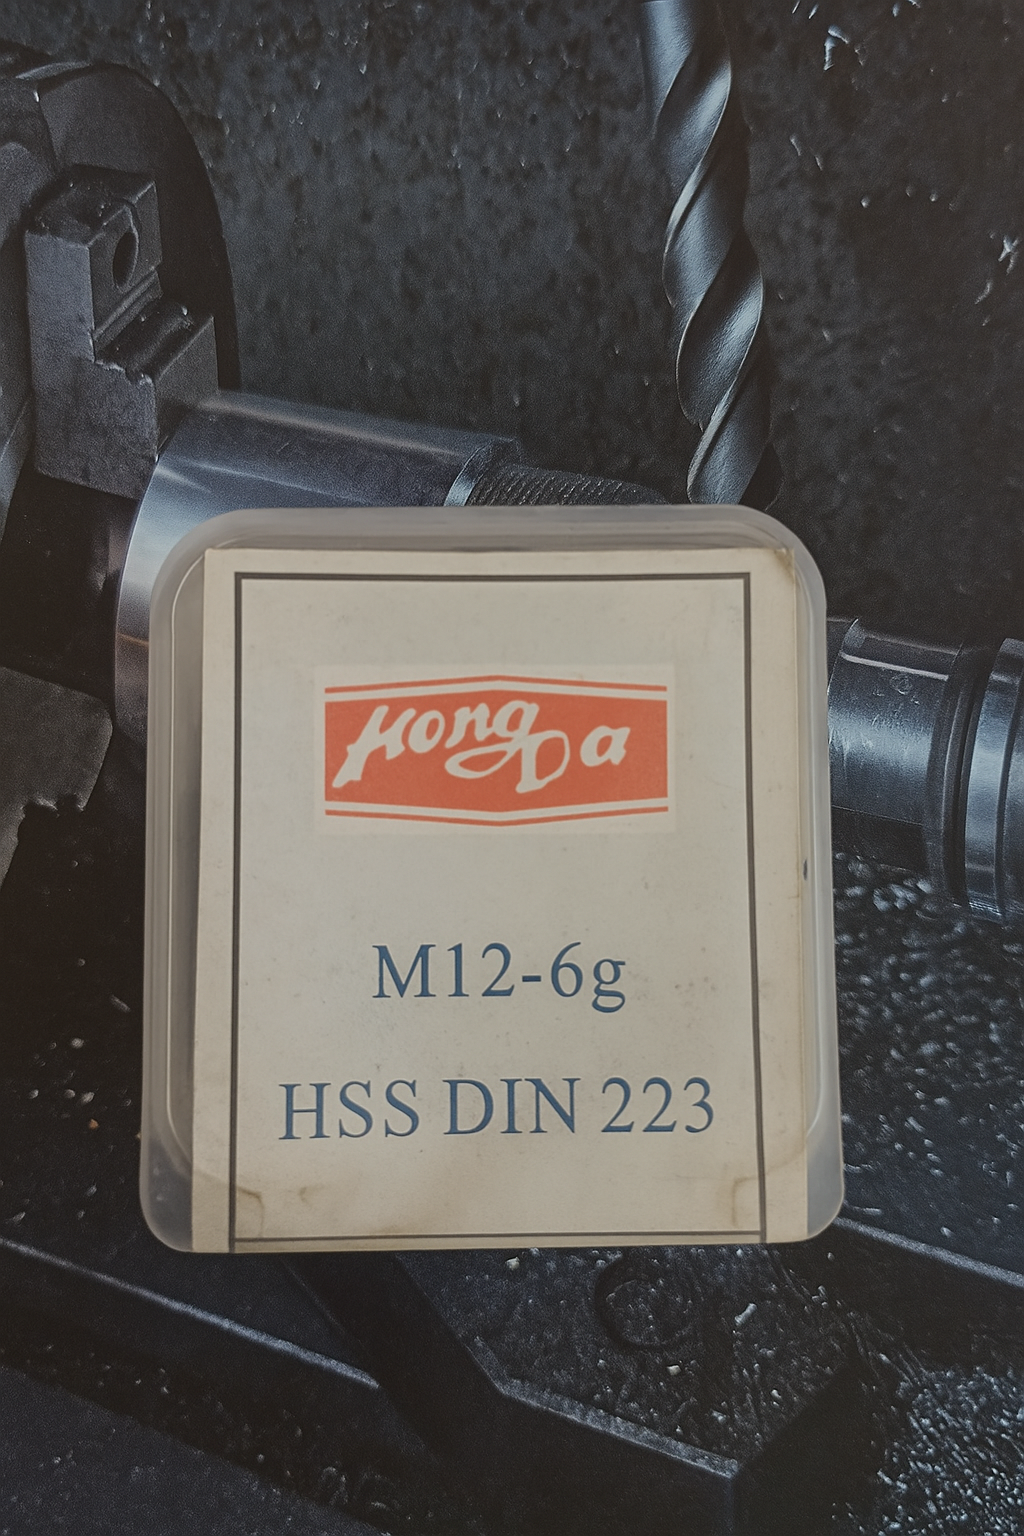 Hong Da
M12-6g
HSS DIN 223